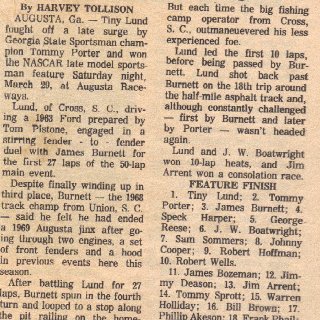 By HARVEY TOLLISON
AUGUSTA, Ga. — Tiny Lund
fought off a late surge by
Georgia State Sportsman cham-
pion Tommy Porter and won
the NASCAR late model sports-
man feature Saturday night,
March 20, at Augusta Race-
ways.
Lund, of Cross, S. C., driv-
ing a 1963 Ford prepared by
Tom Pistone, engaged in a
stirring fender - to - fender
duel with James Burnett for
the first 27 laps of the 50-lap
main event.
Despite finally winding up in
third place, Burnett — the 1968
track champ from Union, S. C.
— said he felt he had ended
a 1969 Augusta jinx after go-
ing through two engines, a set
of front fenders and a hood
in previous events here this
season.
After battling Lund for 27
laps, Burnett spun in the fourth
turn and looped to a stop along
the pit railing on the home-
But each time the big fishing
camp operator from Cross,
S. C., outmaneuvered his less
experienced foe.
Lund led the first 10 laps,
before being passed by Bur-
nett. Lund shot back past
Burnett on the 18th trip around
the half-mile asphalt track and,
although constantly challenged
— first by Burnett and later
by Porter — wasn't headed
again.
Lund and J. W. Boatwright
won 10-lap heats, and Jim
Arrent won a consolation race.
FEATURE FINISH
1. Tiny Lund; 2. Tommy
Porter; 3. James Burnett; 4.
Speck Harper; 5. George
Reese; 6. J. W. Boatwright;
7. Sam Sommers; 8. Johnny
Cooper; 9. Robert Hoffman;
10. Robert Wells.
11. James Bozeman; 12. Jim-
my Deason; 13. Jim Arrent;
14. Tommy Sprott; 15. Warren
Holliday; 16. Bill Brown; 17.
Phillip Akeson; 18. Frank